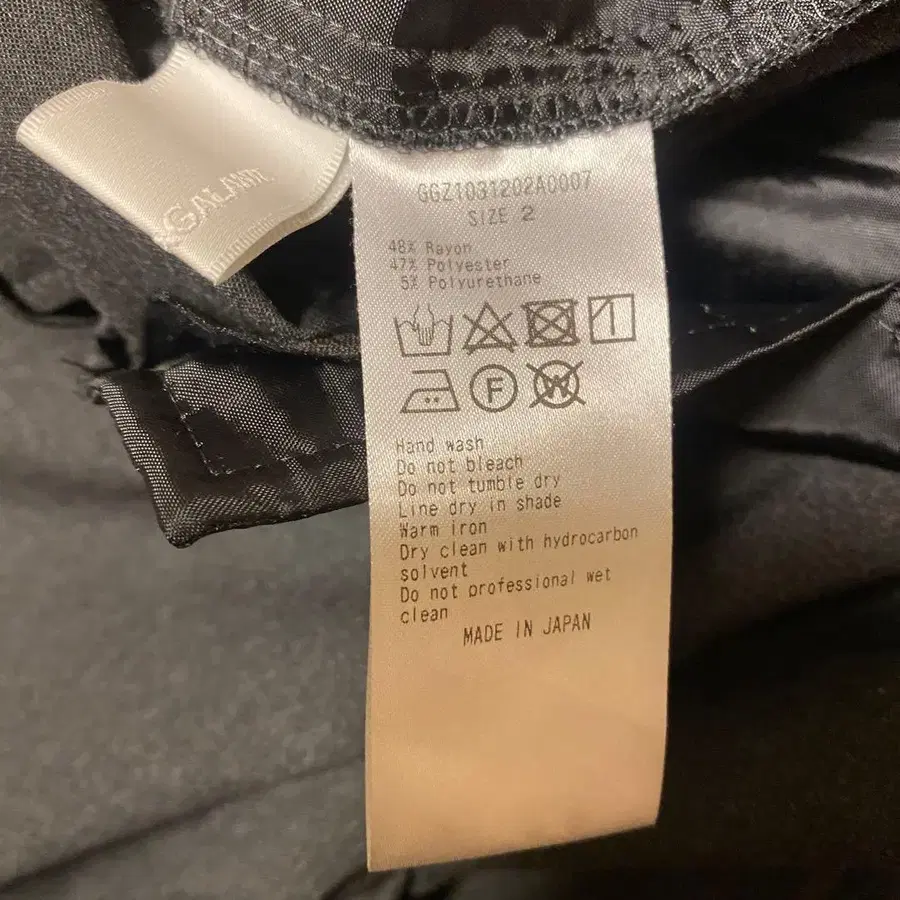 GALANTE
GGZ1031202A0007
SIZE 2
48% Rayon
47% Polyester
5% Polyurethane
F
W
Hand wash
Do not bleach
Do not tumble dry
Line dry in shade
Warm iron
Dry clean with hydrocarbon
solvent
Do not professional wet
clean
MADE IN JAPAN